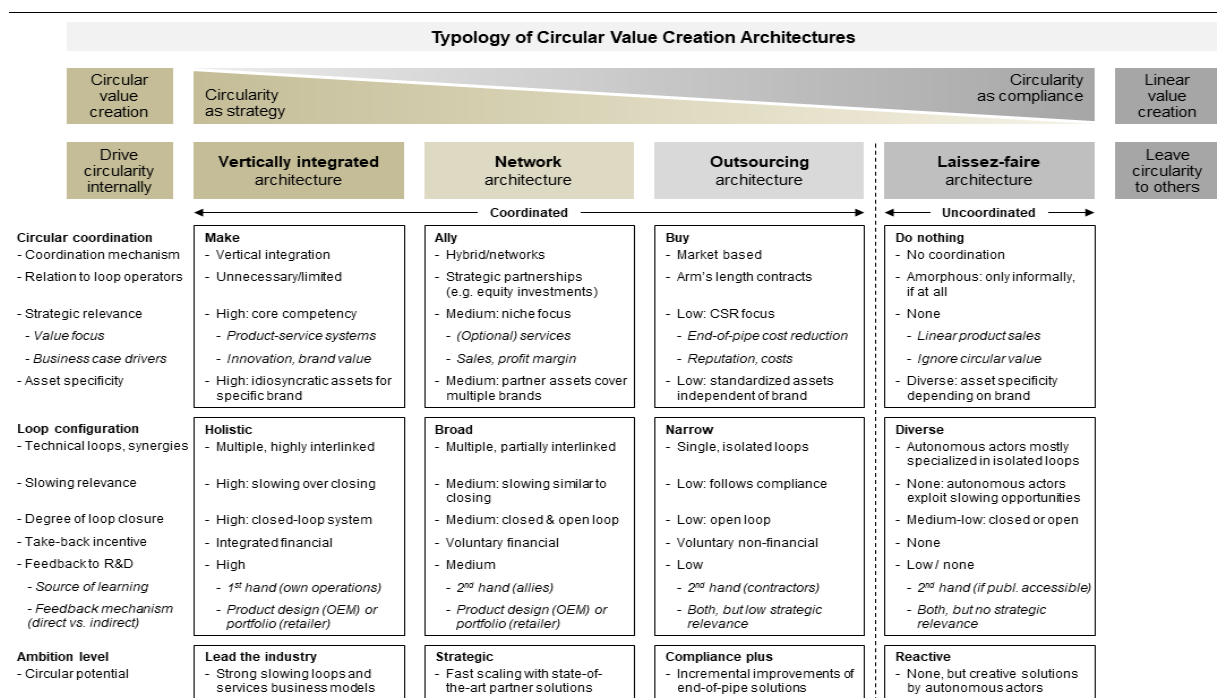 Typology of Circular Value Creation Architectures
Circular
value
creation
Circularity
as strategy
Circularity
as compliance
Linear
value
creation
Drive
circularity
internally
Vertically integrated
architecture
Network
architecture
Outsourcing
architecture
Laissez-faire
architecture
Leave
circularity
to others
Coordinated
Uncoordinated
Circular coordination
- Coordination mechanism
- Relation to loop operators
- Strategic relevance
- Value focus
- Business case drivers
- Asset specificity
Make
- Vertical integration
- Unnecessary/limited
- High: core competency
- Product-service systems
- Innovation, brand value
- High: idiosyncratic assets for
specific brand
Ally
- Hybrid/networks
- Strategic partnerships
(e.g. equity investments)
- Medium: niche focus
- (Optional) services
- Sales, profit margin
- Medium: partner assets cover
multiple brands
Buy
- Market based
- Arm's length contracts
- Low: CSR focus
- End-of-pipe cost reduction
- Reputation, costs
- Low: standardized assets
independent of brand
Do nothing
- No coordination
- Amorphous: only informally,
if at all
- None
- Linear product sales
- Ignore circular value
- Diverse: asset specificity
depending on brand
Loop configuration
- Technical loops, synergies
- Slowing relevance
- Degree of loop closure
- Take-back incentive
- Feedback to R&D
- Source of learning
- Feedback mechanism
(direct vs. indirect)
Holistic
- Multiple, highly interlinked
- High: slowing over closing
- High: closed-loop system
- Integrated financial
- High
- 1st hand (own operations)
- Product design (OEM) or
portfolio (retailer)
Broad
- Multiple, partially interlinked
- Medium: slowing similar to
closing
- Medium: closed & open loop
- Voluntary financial
- Medium
- 2nd hand (allies)
- Product design (OEM) or
portfolio (retailer)
Narrow
- Single, isolated loops
- Low: follows compliance
- Low: open loop
- Voluntary non-financial
- Low
- 2nd hand (contractors)
- Both, but low strategic
relevance
Diverse
- Autonomous actors mostly
specialized in isolated loops
- None: autonomous actors
exploit slowing opportunities
- Medium-low: closed or open
- None
- Low / none
- 2nd hand (if publ. accessible)
- Both, but no strategic
relevance
Ambition level
- Circular potential
Lead the industry
- Strong slowing loops and
services business models
Strategic
- Fast scaling with state-of-
the-art partner solutions
Compliance plus
- Incremental improvements of
end-of-pipe solutions
Reactive
- None, but creative solutions
by autonomous actors